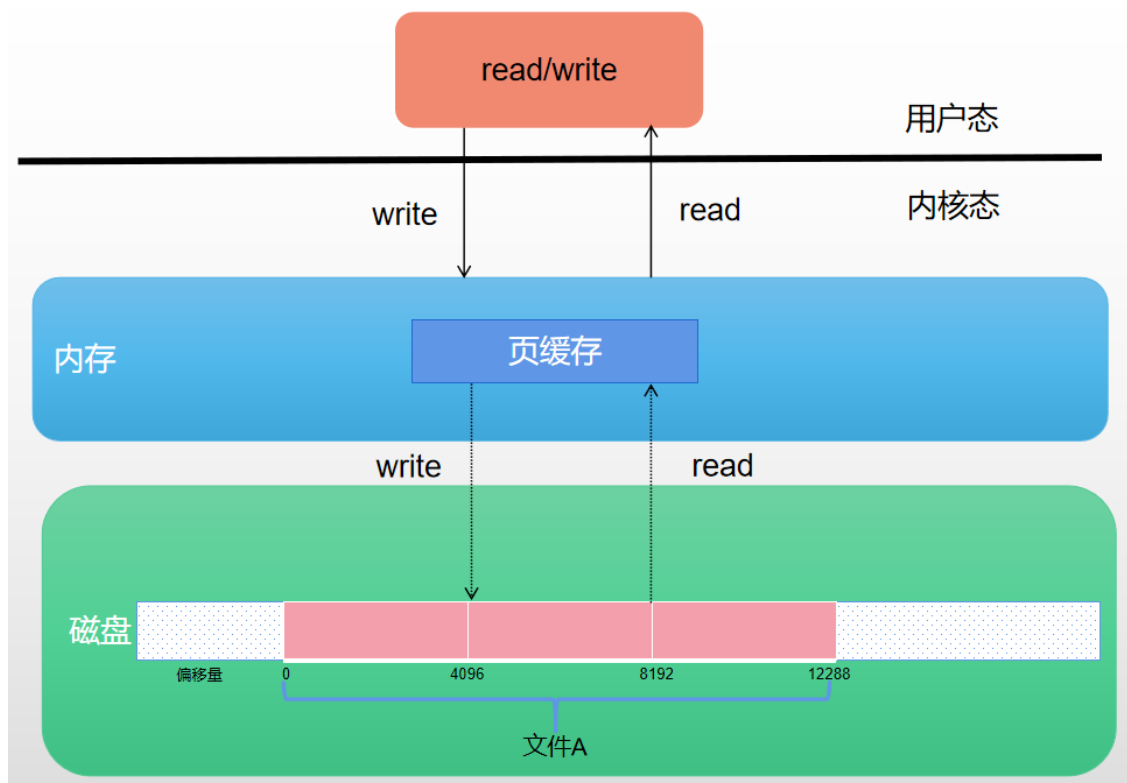 read/write
用户态
内核态
write
read
内存
页缓存
write
read
磁盘
偏移量
0
4096
8192
12288
文件A